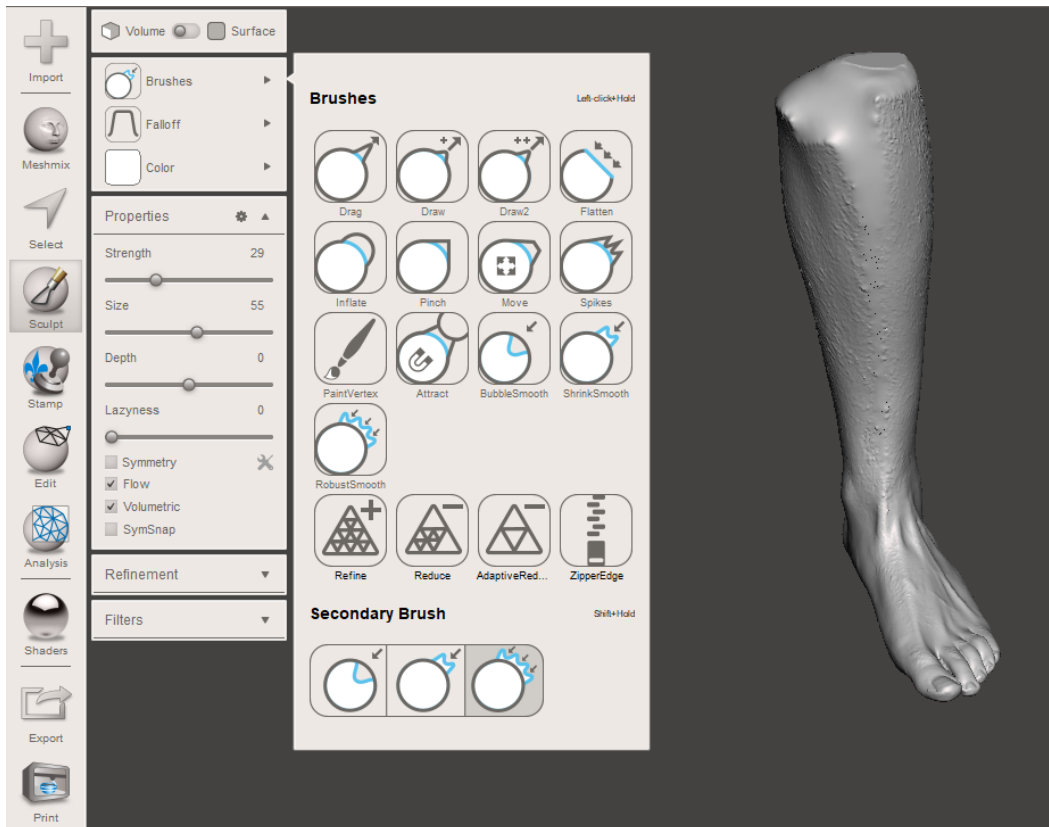 Import
Meshmix
Select
Sculpt
Stamp
Edit
Analysis
Shaders
Export
Print
Volume Surface
Brushes
Falloff
Color
Properties
Strength 29
Size 55
Depth 0
Lazyness 0
Symmetry
Flow
Volumetric
SymSnap
Refinement
Filters
Brushes Left-click+Hold
Drag Draw Draw2 Flatten
Inflate Pinch Move Spikes
PaintVertex Attract BubbleSmooth ShrinkSmooth
RobustSmooth
Refine Reduce AdaptiveRed... ZipperEdge
Secondary Brush Shift+Hold